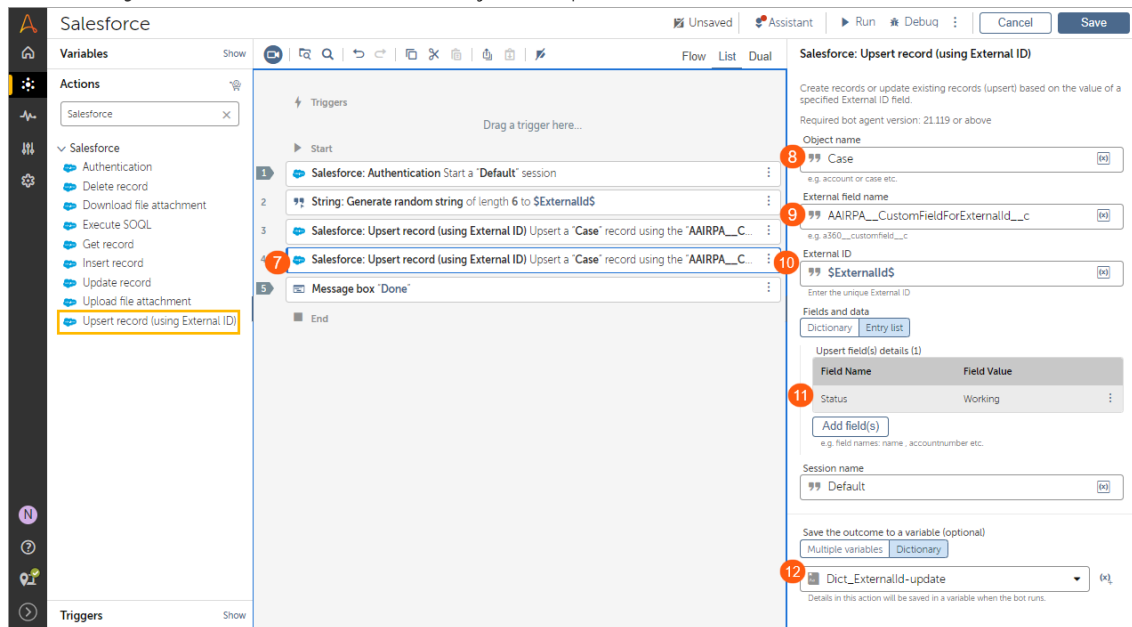 Salesforce
Unsaved
Assistant
Run
Debug
Cancel
Save
Variables
Show
Actions
Salesforce
Salesforce
Authentication
Delete record
Download file attachment
Execute SOQL
Get record
Insert record
Update record
Upload file attachment
Upsert record (using External ID)
N
Triggers
Show
Flow List Dual
Triggers
Drag a trigger here...
Start
1 Salesforce: Authentication Start a "Default" session
2 String: Generate random string of length 6 to $ExternalId$
3 Salesforce: Upsert record (using External ID) Upsert a "Case" record using the "AAIRPA__C...
7 Salesforce: Upsert record (using External ID) Upsert a "Case" record using the "AAIRPA__C...
5 Message box "Done"
End
Salesforce: Upsert record (using External ID)
Create records or update existing records (upsert) based on the value of a
specified External ID field.
Required bot agent version: 21.119 or above
Object name
8 Case (x)
e.g. account or case etc.
External field name
9 AAIRPA__CustomFieldForExternalId__c (x)
e.g. a360__customfield__c
External ID
10 $ExternalId$ (x)
Enter the unique External ID
Fields and data
Dictionary Entry list
Upsert field(s) details (1)
Field Name Field Value
11 Status Working
Add field(s)
e.g. field names: name , accountnumber etc.
Session name
Default (x)
Save the outcome to a variable (optional)
Multiple variables Dictionary
12 Dict_ExternalId-update (x)
Details in this action will be saved in a variable when the bot runs.